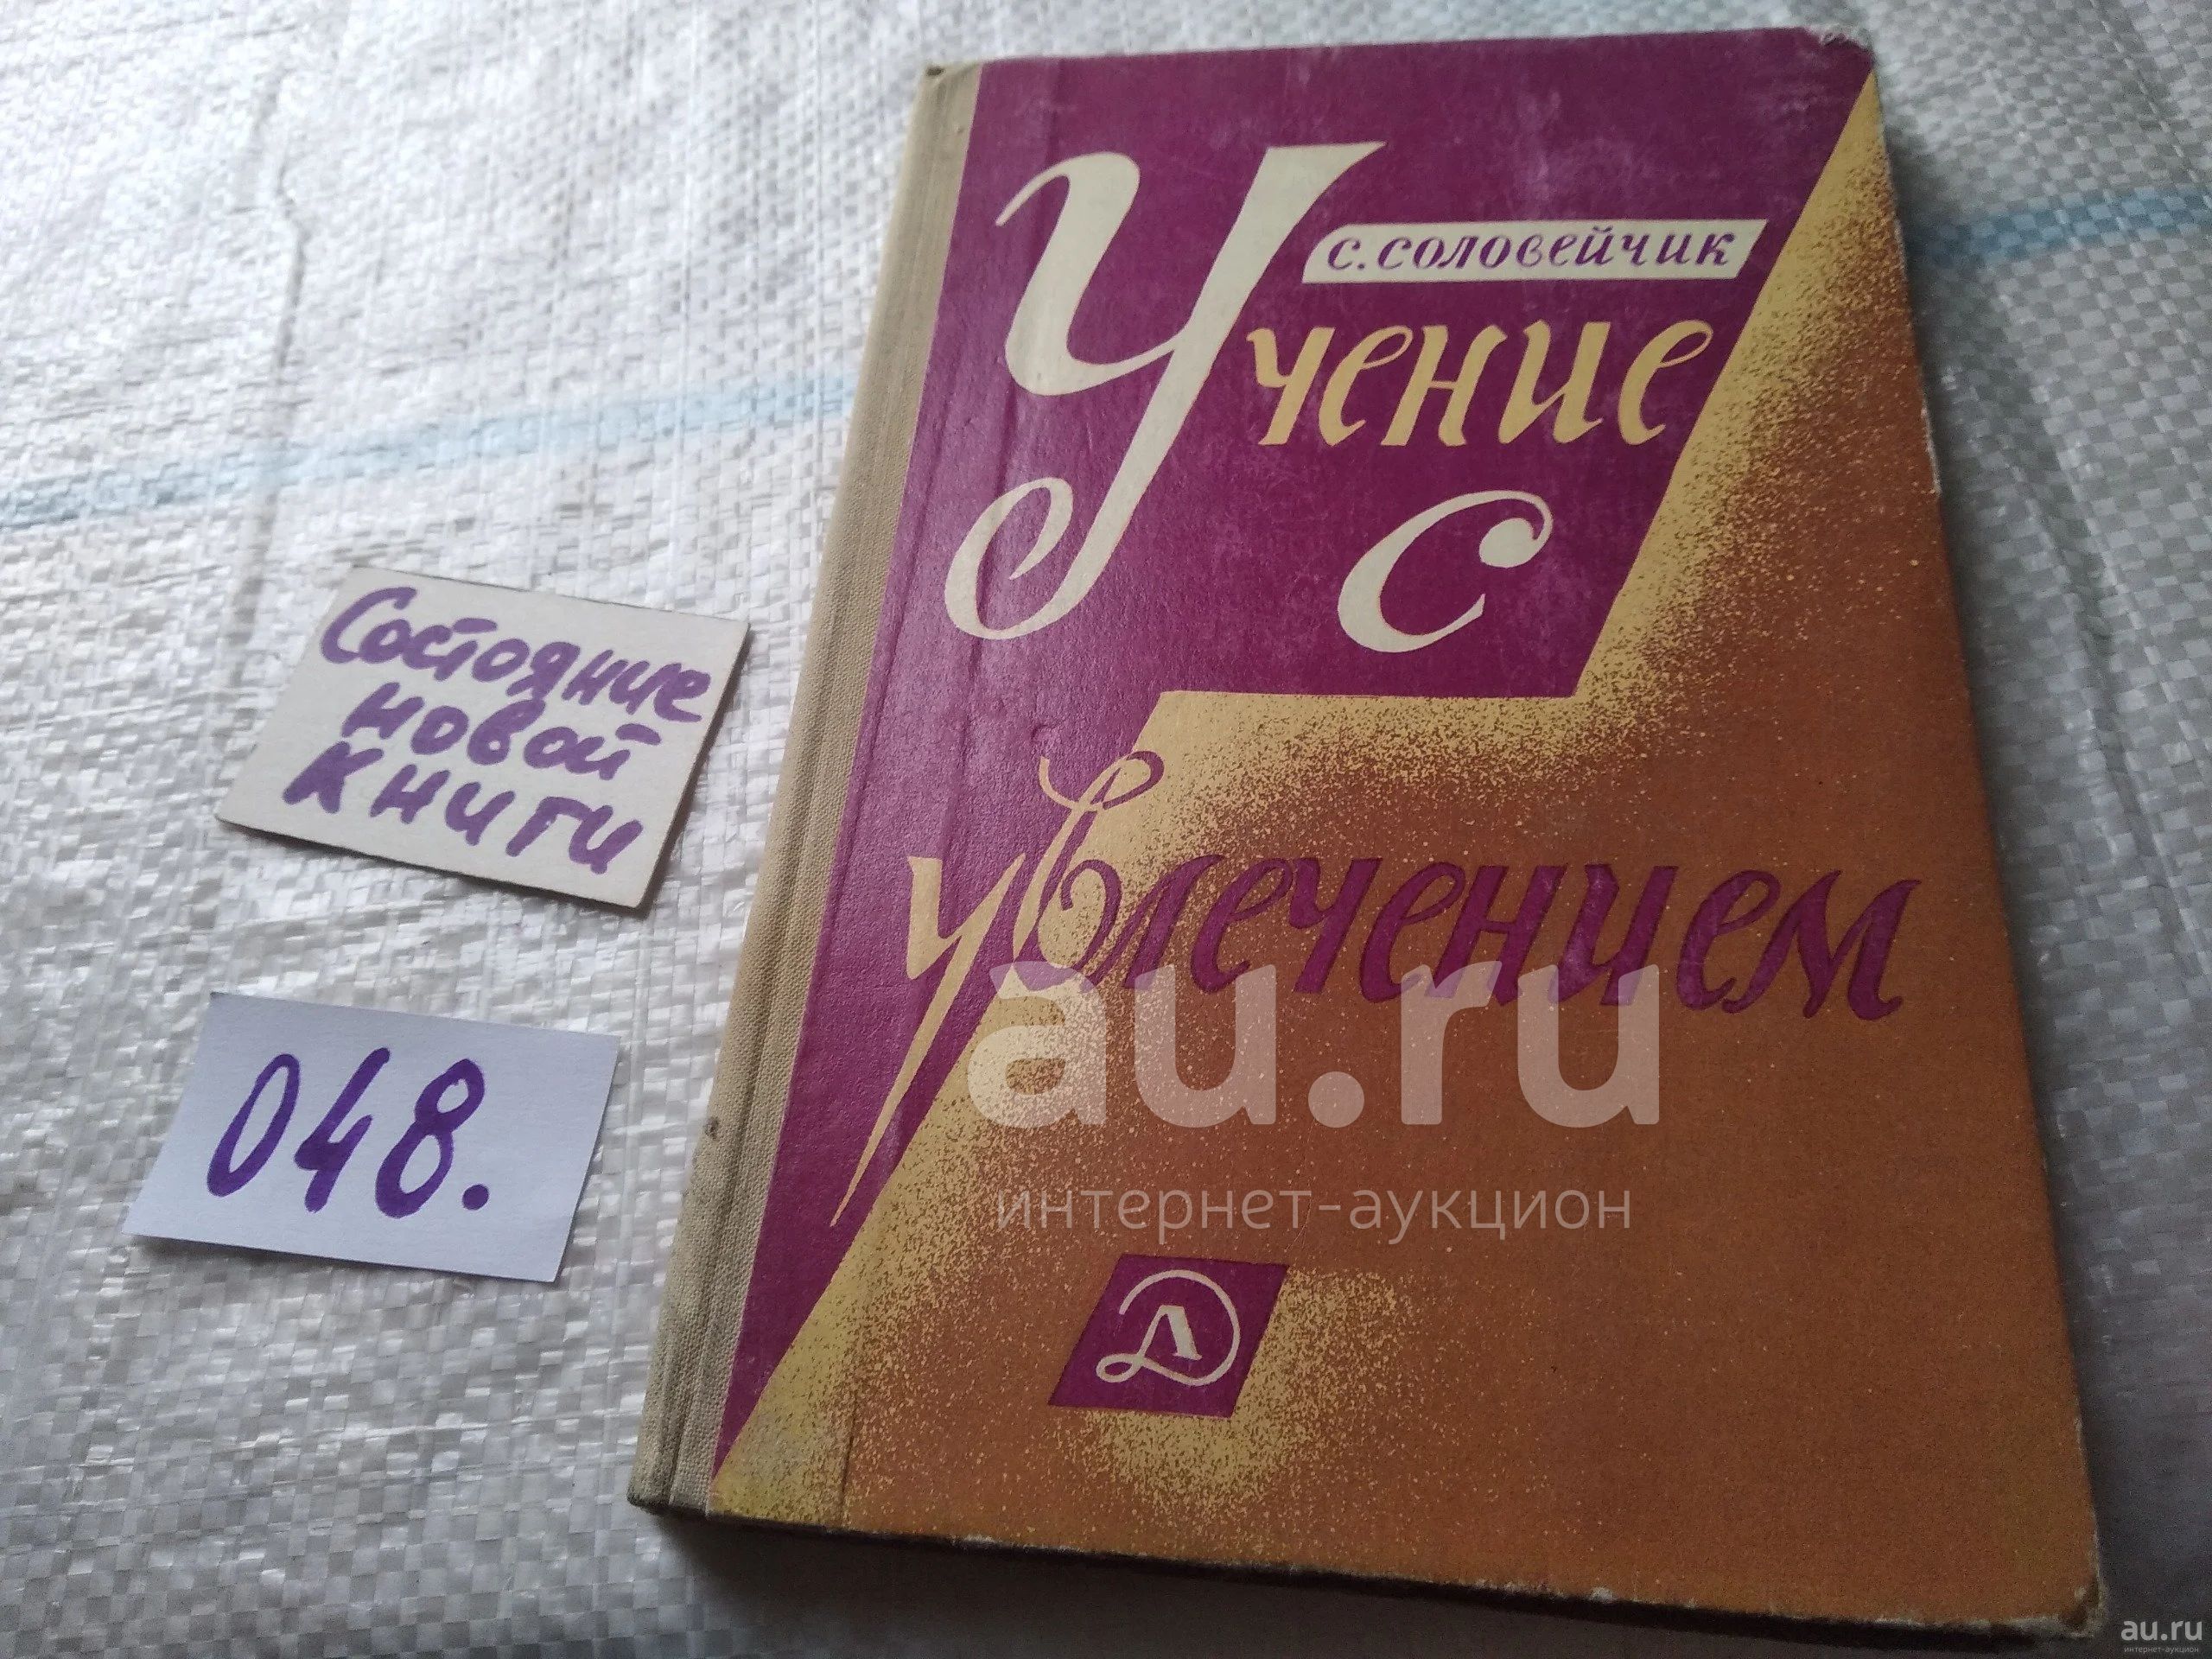 С. СОЛОВЕЙЧИК
Учение
с
увлечением
Д
Состояние
новой
книги
048.
au.ru
интернет-аукцион
au.ru
интернет-аукцион